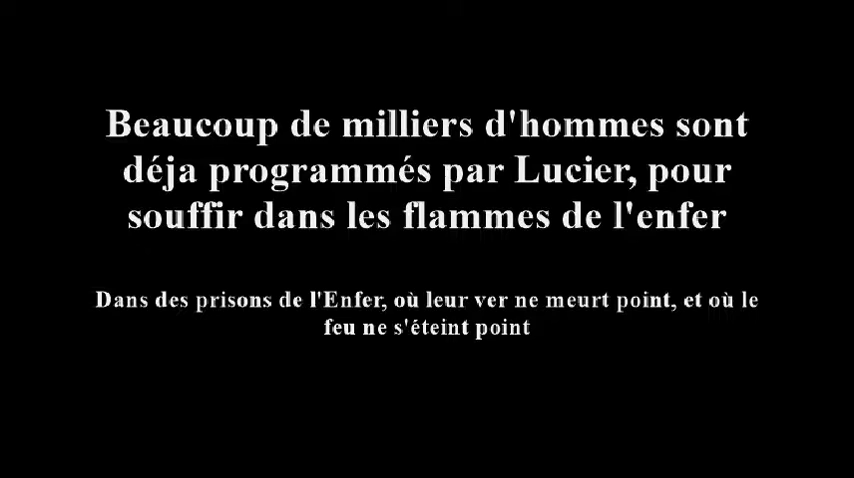 Beaucoup de milliers d'hommes sont
déja programmés par Lucier, pour
souffir dans les flammes de l'enfer
Dans des prisons de l'Enfer, où leur ver ne meurt point, et où le
feu ne s'éteint point